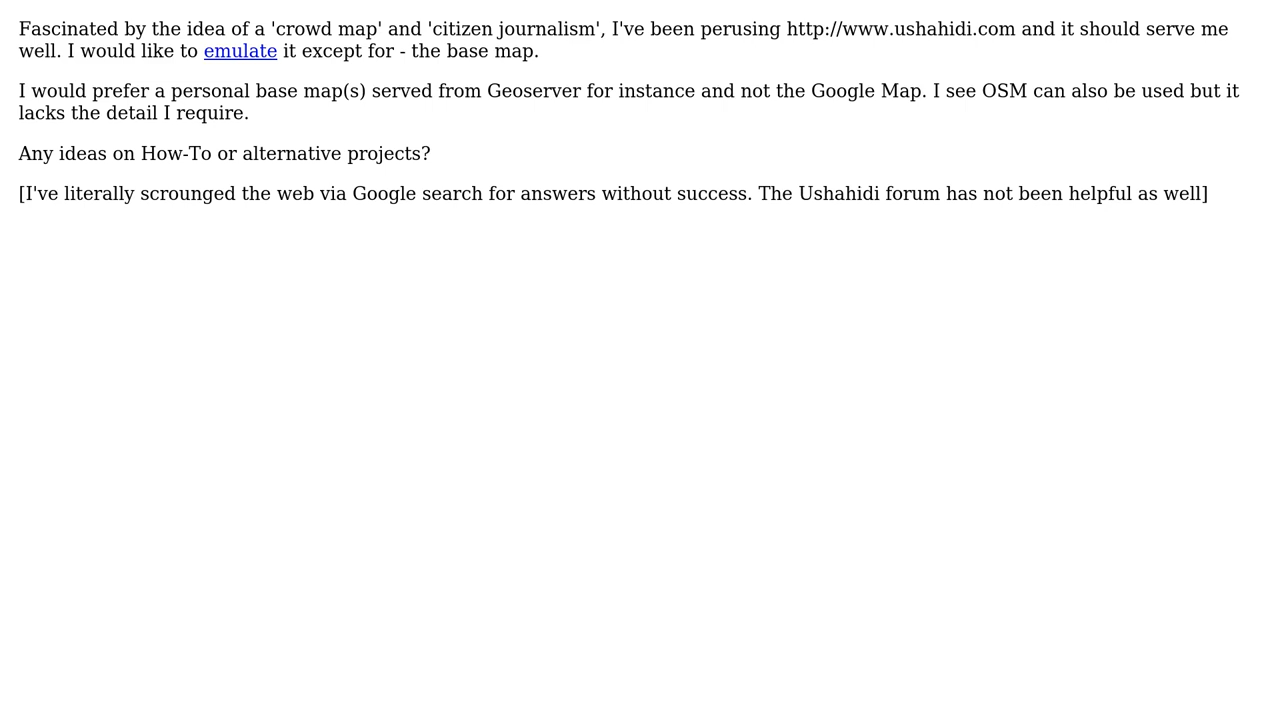 Fascinated by the idea of a 'crowd map' and 'citizen journalism', I've been perusing http://www.ushahidi.com and it should serve me
well. I would like to emulate it except for - the base map.
I would prefer a personal base map(s) served from Geoserver for instance and not the Google Map. I see OSM can also be used but it
lacks the detail I require.
Any ideas on How-To or alternative projects?
[I've literally scrounged the web via Google search for answers without success. The Ushahidi forum has not been helpful as well]